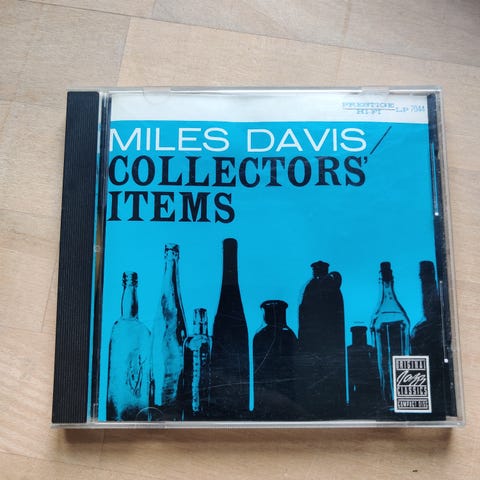 PRESTIGE LP 7044
HI-FI
MILES DAVIS/
COLLECTORS'
ITEMS
ORIGINAL
Jazz
CLASSICS
COMPACT DISC